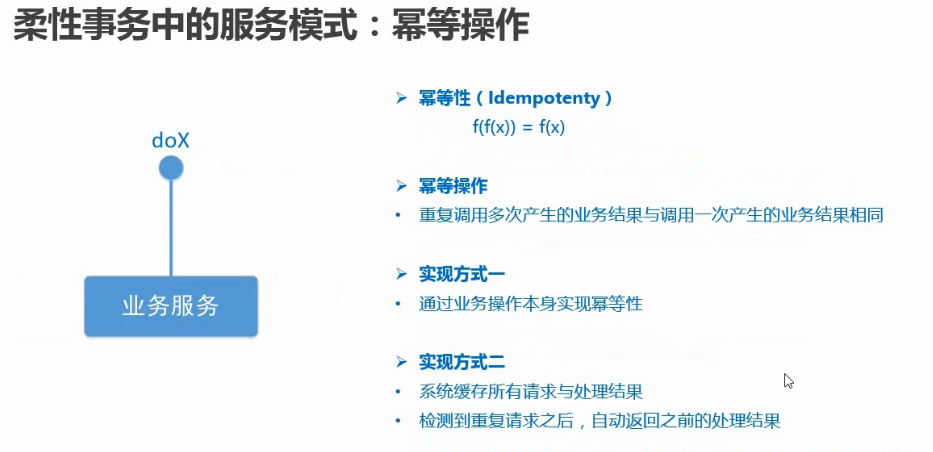 柔性事务中的服务模式：幂等操作
doX
业务服务
➢ 幂等性（Idempotenty）
f(f(x)) = f(x)
➢ 幂等操作
• 重复调用多次产生的业务结果与调用一次产生的业务结果相同
➢ 实现方式一
• 通过业务操作本身实现幂等性
➢ 实现方式二
• 系统缓存所有请求与处理结果
• 检测到重复请求之后，自动返回之前的处理结果